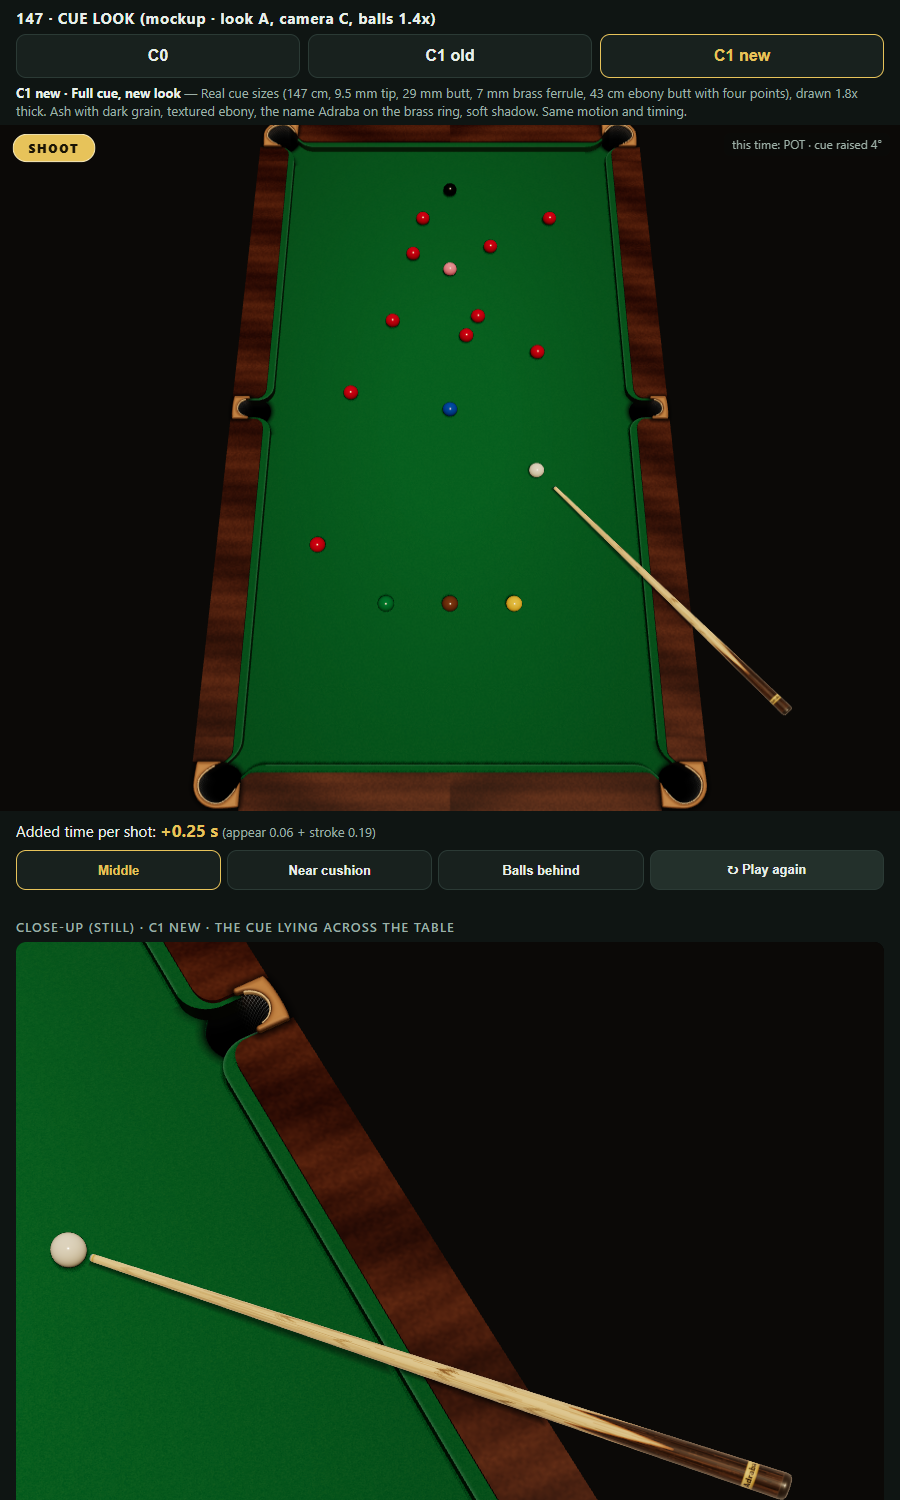 147 · CUE LOOK (mockup · look A, camera C, balls 1.4x)
C0
C1 old
C1 new
C1 new · Full cue, new look — Real cue sizes (147 cm, 9.5 mm tip, 29 mm butt, 7 mm brass ferrule, 43 cm ebony butt with four points), drawn 1.8x
thick. Ash with dark grain, textured ebony, the name Adraba on the brass ring, soft shadow. Same motion and timing.
SHOOT
this time: POT · cue raised 4°
Added time per shot: +0.25 s (appear 0.06 + stroke 0.19)
Middle
Near cushion
Balls behind
↻ Play again
CLOSE-UP (STILL) · C1 NEW · THE CUE LYING ACROSS THE TABLE